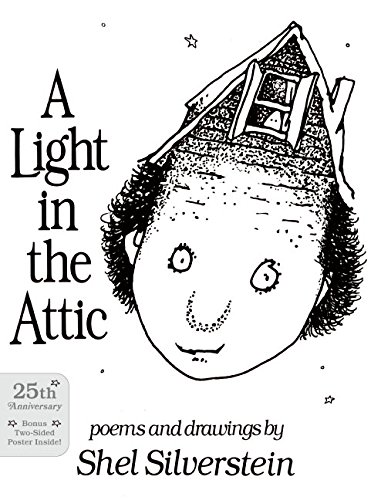 A
Light
in
the
Attic
25th
Anniversary
Bonus
Two-Sided
Poster Inside!
poems and drawings by
Shel Silverstein